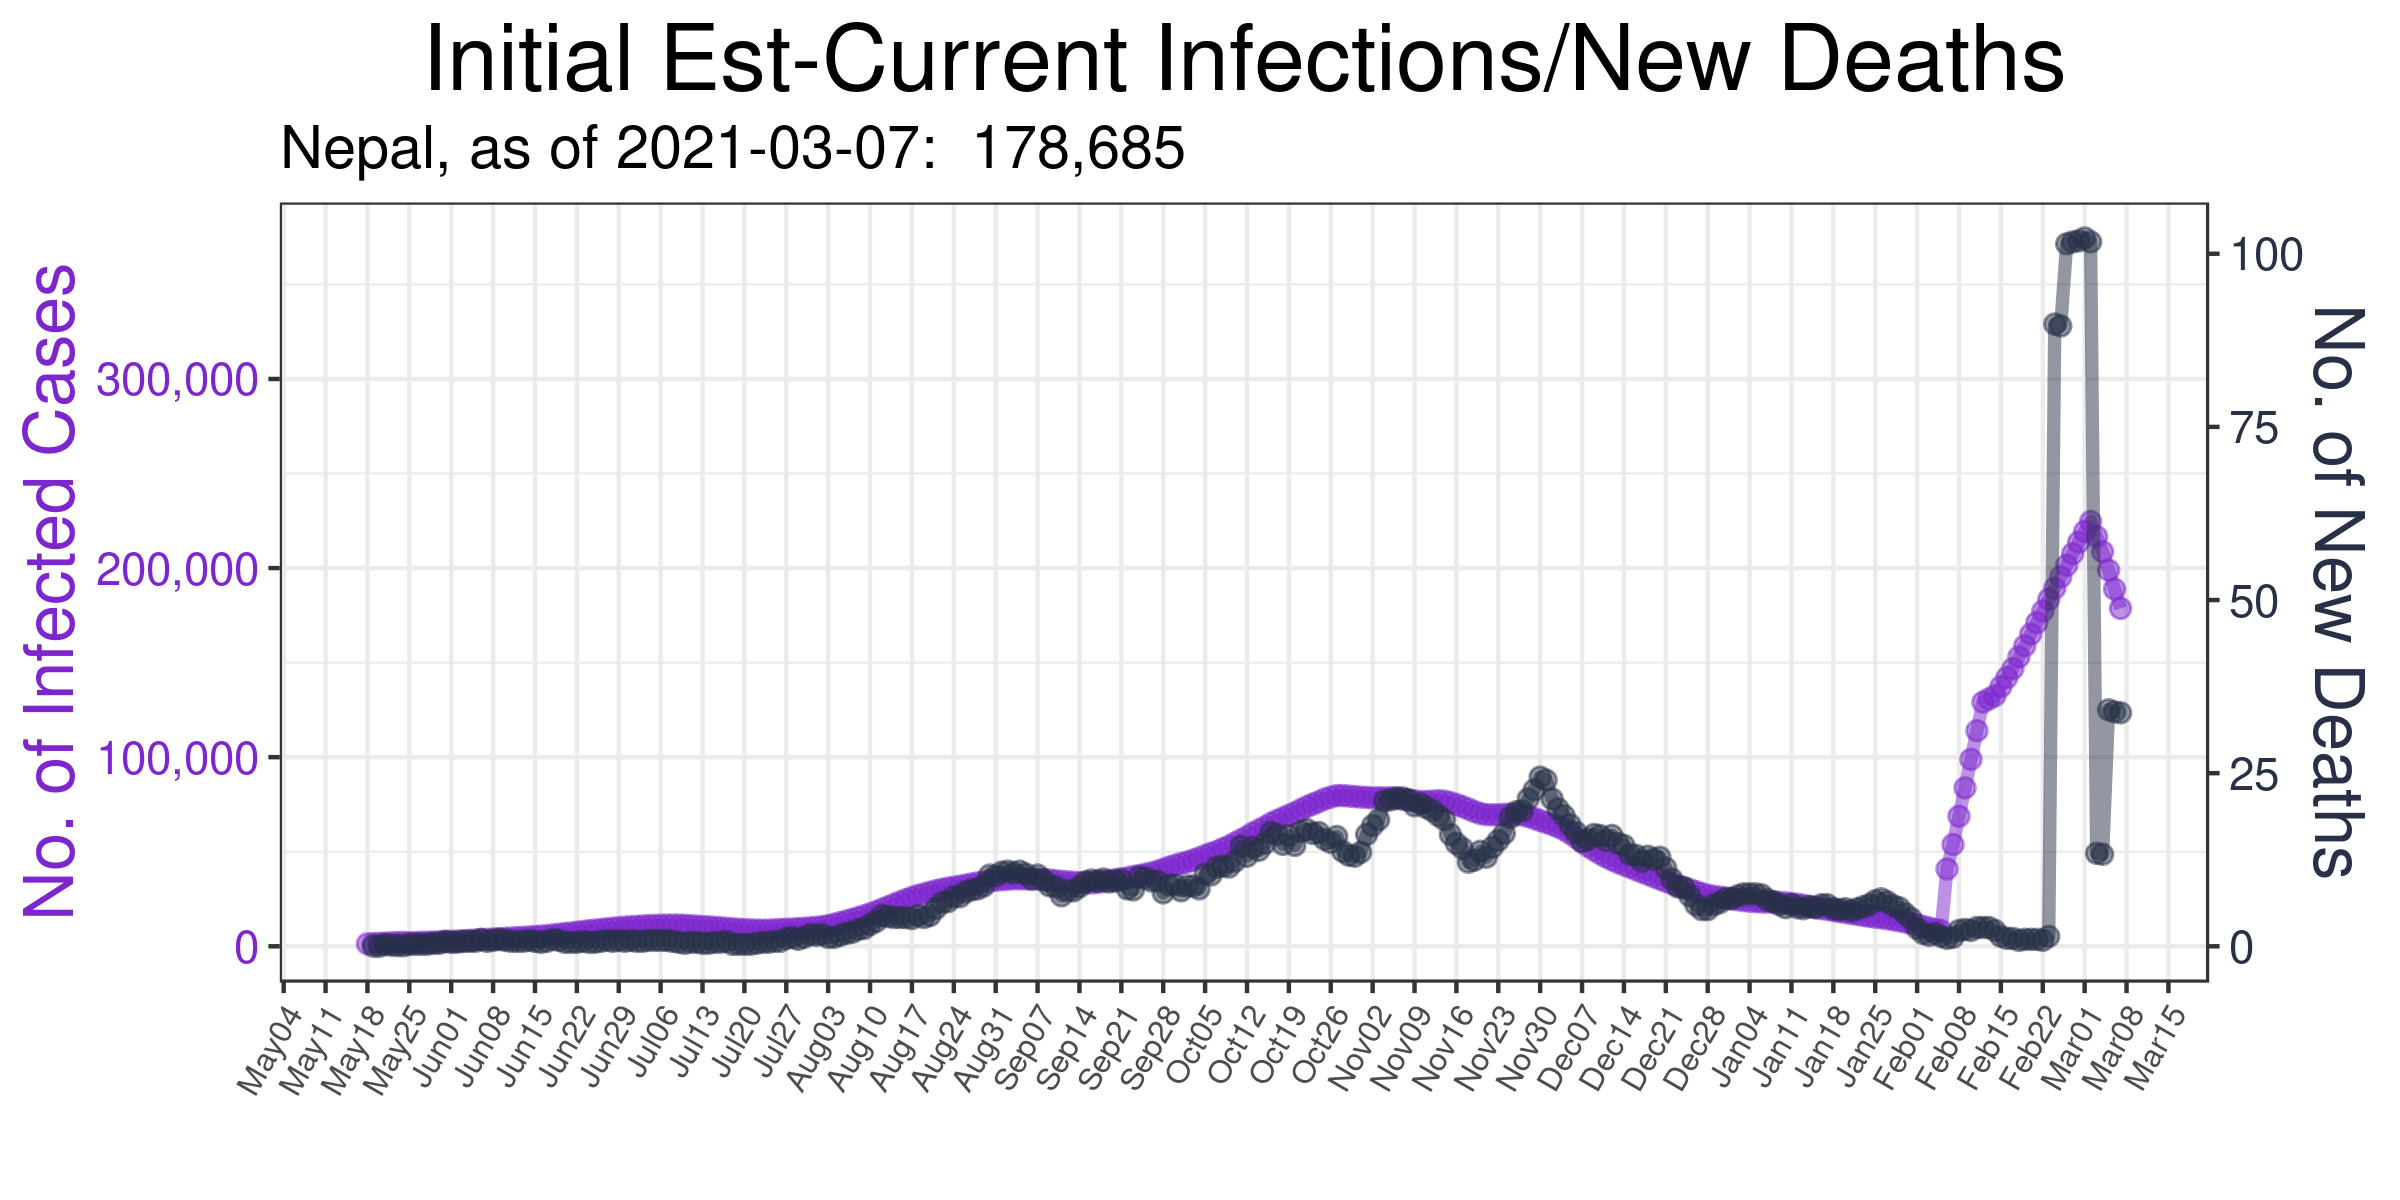 Initial Est-Current Infections/New Deaths
Nepal, as of 2021-03-07:  178,685
No. of Infected Cases
300,000
200,000
100,000
0
100
75
50
25
0
No. of New Deaths
May04
May11
May18
May25
Jun01
Jun08
Jun15
Jun22
Jun29
Jul06
Jul13
Jul20
Jul27
Aug03
Aug10
Aug17
Aug24
Aug31
Sep07
Sep14
Sep21
Sep28
Oct05
Oct12
Oct19
Oct26
Nov02
Nov09
Nov16
Nov23
Nov30
Dec07
Dec14
Dec21
Dec28
Jan04
Jan11
Jan18
Jan25
Feb01
Feb08
Feb15
Feb22
Mar01
Mar08
Mar15